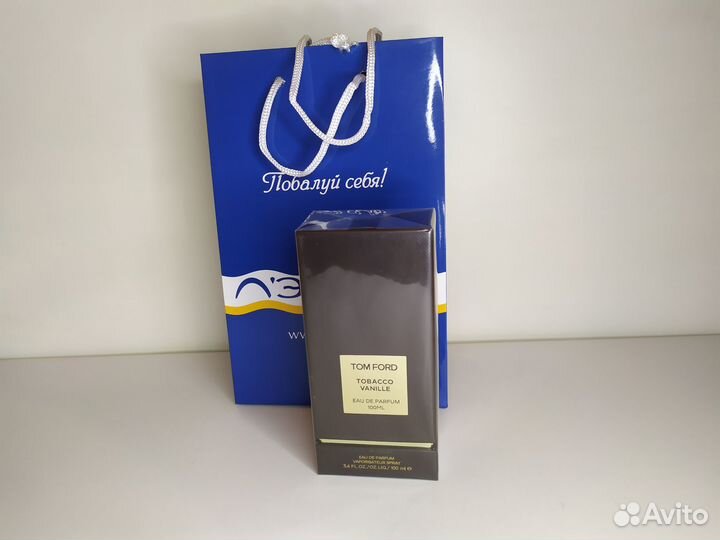 Побалуй себя!
Л'Э
ww
TOM FORD
TOBACCO
VANILLE
EAU DE PARFUM
100ML
EAU DE PARFUM
VAPORISATEUR SPRAY
3.4 FL.OZ./OZ.LIQ./ 100 ml e
Avito